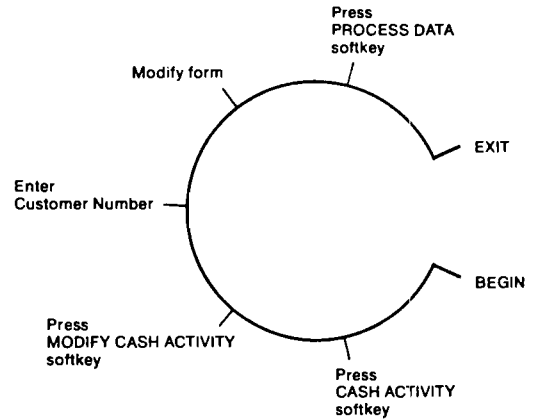 Press
PROCESS DATA
softkey
Modify form
EXIT
Enter
Customer Number
BEGIN
Press
MODIFY CASH ACTIVITY
softkey
Press
CASH ACTIVITY
softkey